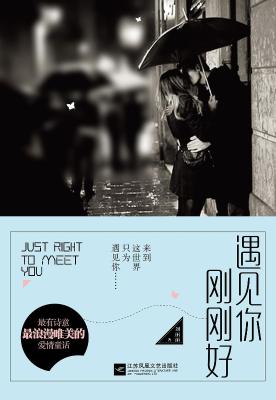 JUST RIGHT
TO MEET
YOU
来到
这世界
只为
遇见你……
遇见你
刚刚好
著
最有诗意
最浪漫唯美的
爱情童话
江苏凤凰文艺出版社